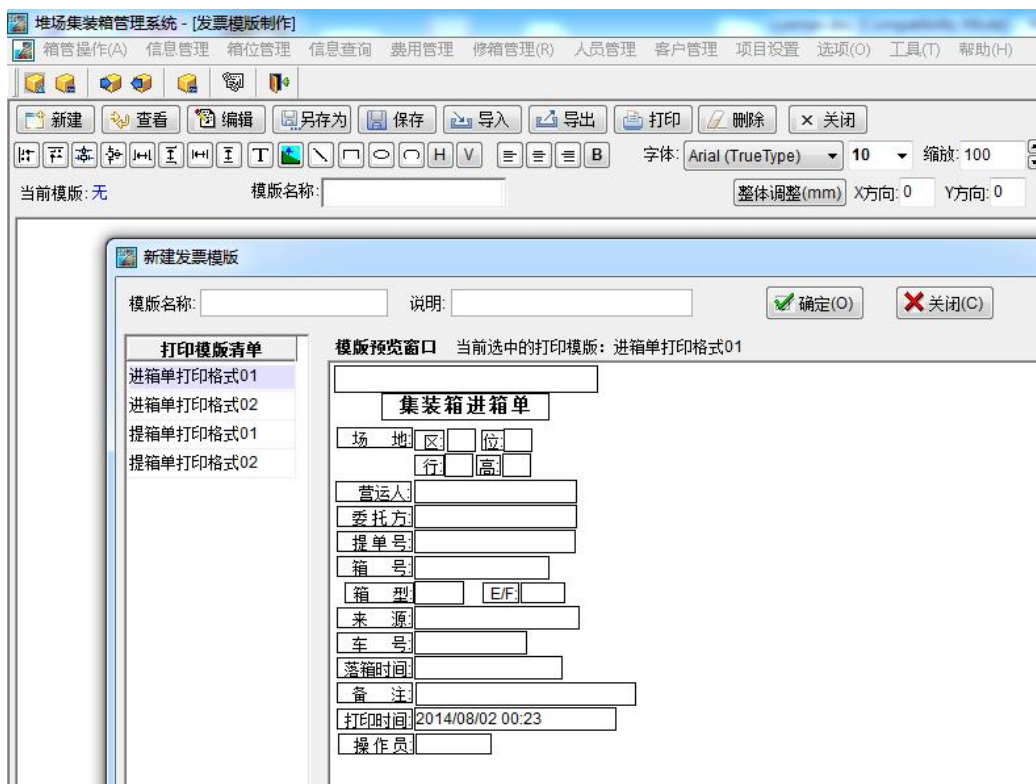 堆场集装箱管理系统 - [发票模版制作]
箱管操作(A) 信息管理 箱位管理 信息查询 费用管理 修箱管理(R) 人员管理 客户管理 项目设置 选项(O) 工具(T) 帮助(H)
新建 查看 编辑 另存为 保存 导入 导出 打印 删除 × 关闭
T H V B 字体: Arial (TrueType) 10 缩放: 100
当前模版: 无 模版名称: 整体调整(mm) X方向: 0 Y方向: 0
新建发票模版
模版名称: 说明: 确定(O) 关闭(C)
打印模版清单
进箱单打印格式01
进箱单打印格式02
提箱单打印格式01
提箱单打印格式02
模版预览窗口 当前选中的打印模版：进箱单打印格式01
集装箱进箱单
场 地: 区: 位:
行: 高:
营运人:
委托方:
提单号:
箱 号:
箱 型: E/F:
来 源:
车 号:
落箱时间:
备 注:
打印时间: 2014/08/02 00:23
操作员: